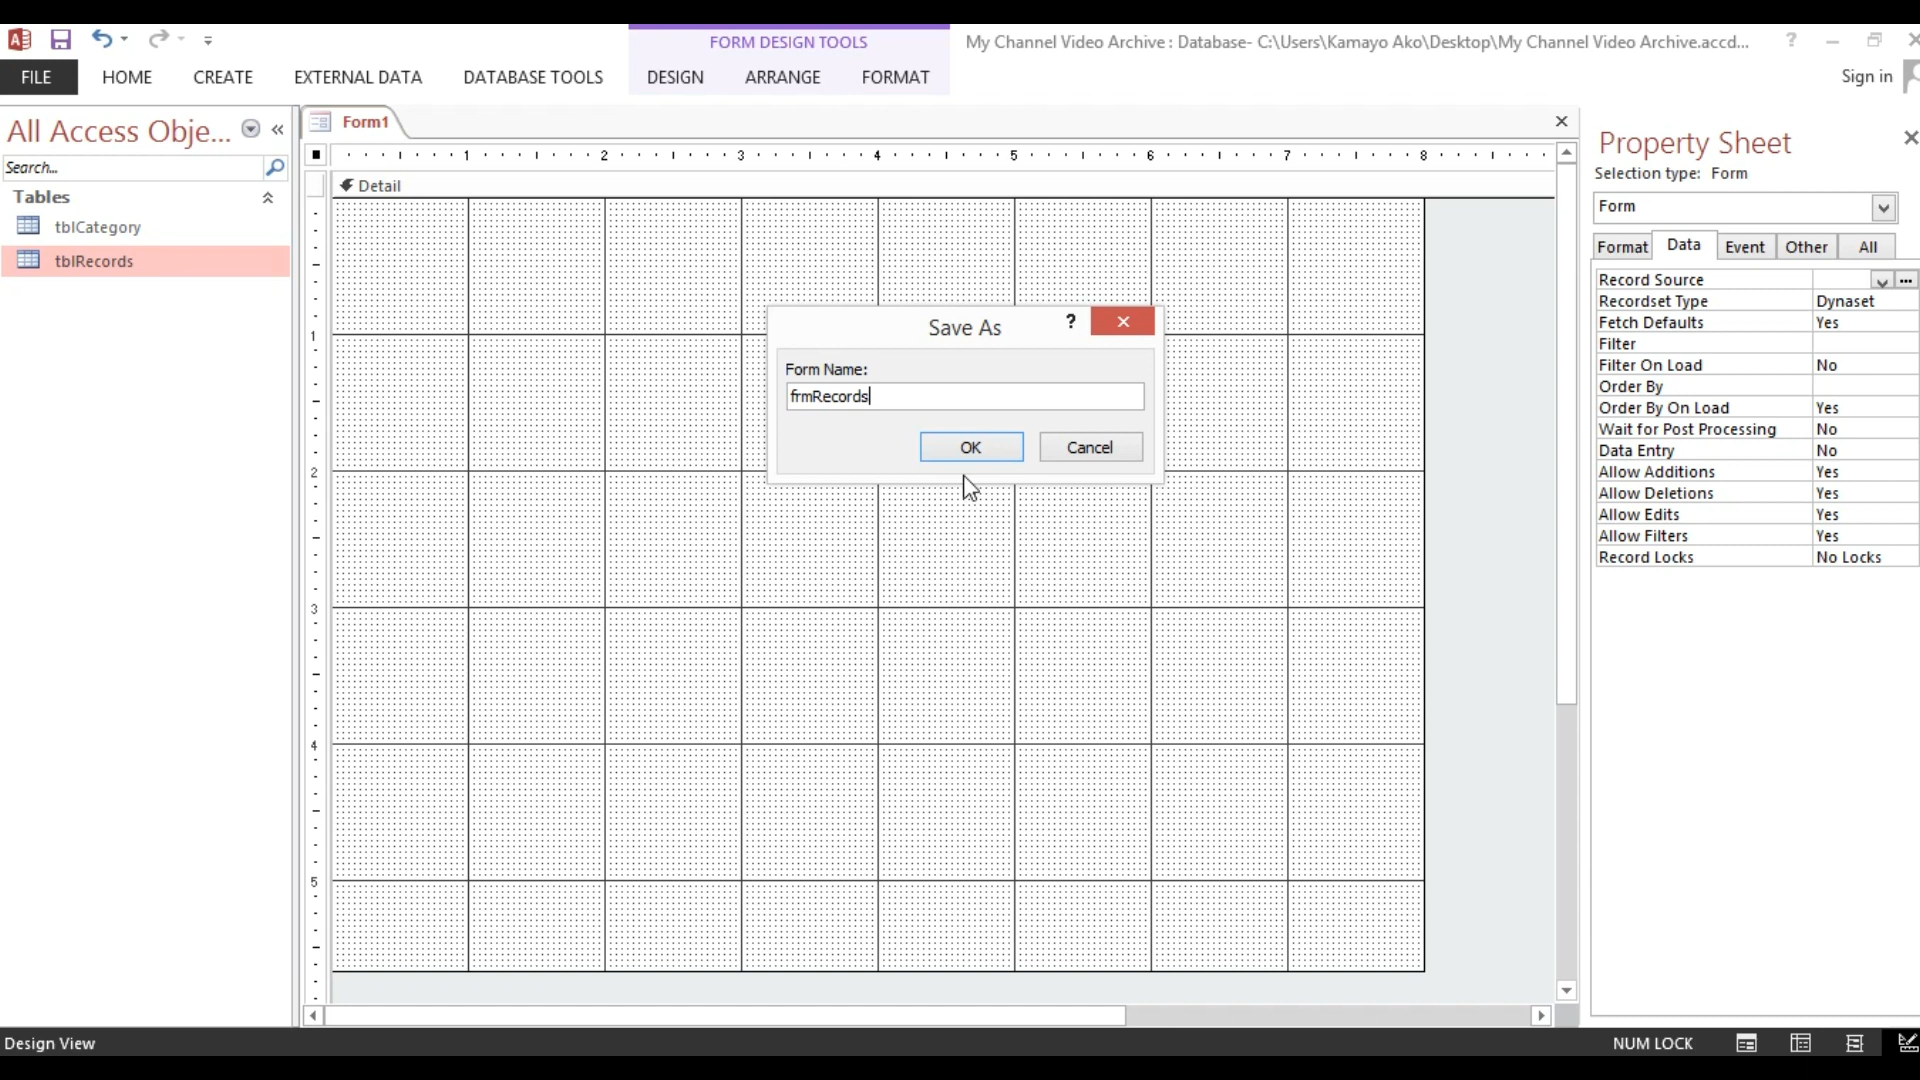 FORM DESIGN TOOLS
My Channel Video Archive : Database- C:\Users\Kamayo Ako\Desktop\My Channel Video Archive.accd...
?
FILE HOME CREATE EXTERNAL DATA DATABASE TOOLS DESIGN ARRANGE FORMAT
Sign in
All Access Obje... «
Search...
Tables
tblCategory
tblRecords
Form1
1 2 3 4 5 6 7 8
Detail
1
2
3
4
5
Save As
?
Form Name:
frmRecords
OK Cancel
Property Sheet
Selection type: Form
Form
Format Data Event Other All
Record Source
Recordset Type Dynaset
Fetch Defaults Yes
Filter
Filter On Load No
Order By
Order By On Load Yes
Wait for Post Processing No
Data Entry No
Allow Additions Yes
Allow Deletions Yes
Allow Edits Yes
Allow Filters Yes
Record Locks No Locks
Design View
NUM LOCK